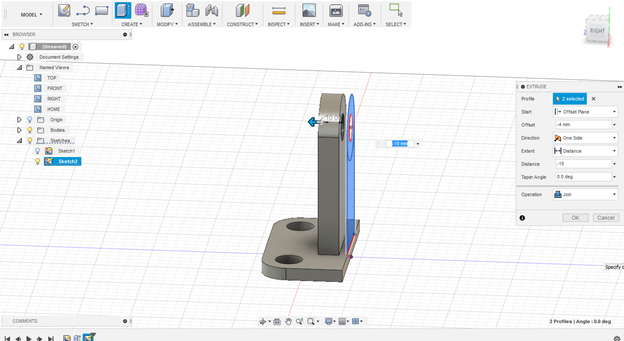 MODEL
SKETCH
CREATE
MODIFY
ASSEMBLE
CONSTRUCT
INSPECT
INSERT
MAKE
ADD-INS
SELECT
RIGHT
BROWSER
(Unsaved)
Document Settings
Named Views
TOP
FRONT
RIGHT
HOME
Origin
Bodies
Sketches
Sketch1
Sketch2
-10 mm
EXTRUDE
Profile 2 selected
Start Offset Plane
Offset -4 mm
Direction One Side
Extent Distance
Distance -10
Taper Angle 0.0 deg
Operation Join
OK Cancel
Specify
COMMENTS
2 Profiles | Angle : 0.0 deg